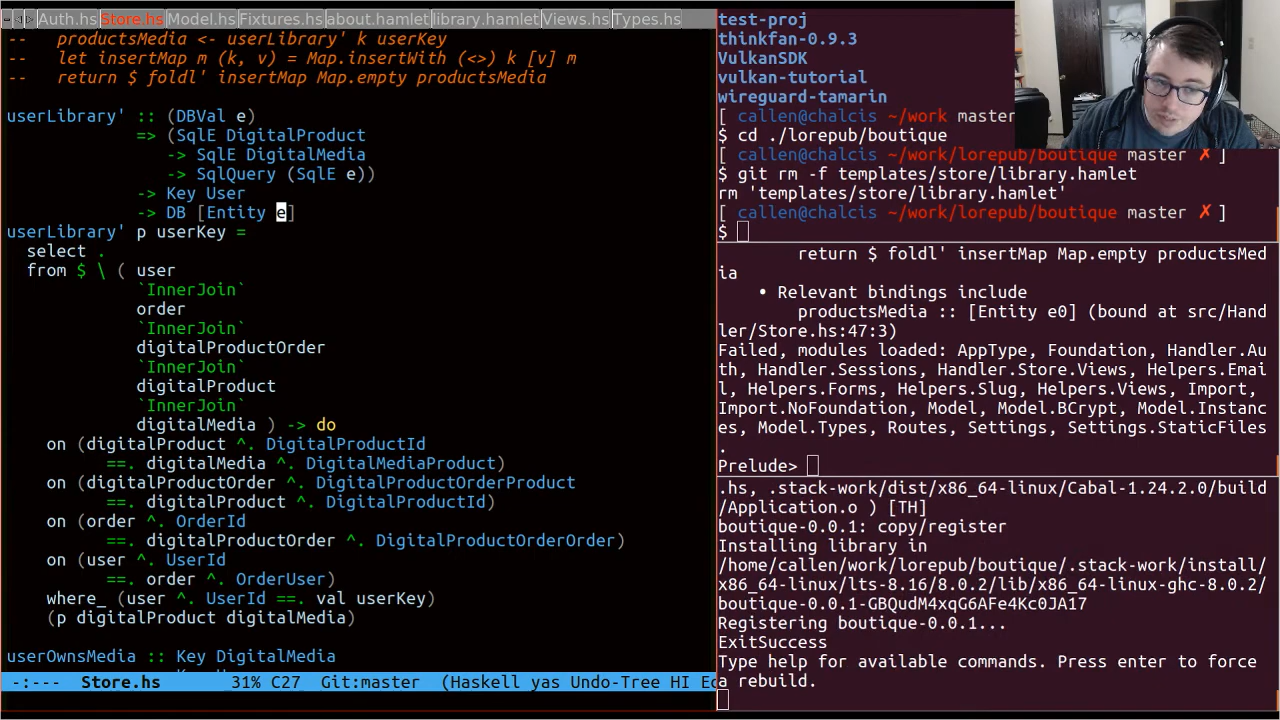 Auth.hs Store.hs Model.hs Fixtures.hs about.hamlet library.hamlet Views.hs Types.hs
--   productsMedia <- userLibrary' k userKey
--   let insertMap m (k, v) = Map.insertWith (<>) k [v] m
--   return $ foldl' insertMap Map.empty productsMedia
userLibrary' :: (DBVal e)
=> (SqlE DigitalProduct
-> SqlE DigitalMedia
-> SqlQuery (SqlE e))
-> Key User
-> DB [Entity e]
userLibrary' p userKey =
select .
from $ \ ( user
`InnerJoin`
order
`InnerJoin`
digitalProductOrder
`InnerJoin`
digitalProduct
`InnerJoin`
digitalMedia ) -> do
on (digitalProduct ^. DigitalProductId
==. digitalMedia ^. DigitalMediaProduct)
on (digitalProductOrder ^. DigitalProductOrderProduct
==. digitalProduct ^. DigitalProductId)
on (order ^. OrderId
==. digitalProductOrder ^. DigitalProductOrderOrder)
on (user ^. UserId
==. order ^. OrderUser)
where_ (user ^. UserId ==. val userKey)
(p digitalProduct digitalMedia)
userOwnsMedia :: Key DigitalMedia
-:---  Store.hs       31% C27  Git:master  (Haskell yas Undo-Tree HI
test-proj
thinkfan-0.9.3
VulkanSDK
vulkan-tutorial
wireguard-tamarin
[ callen@chalcis ~/work master
$ cd ./lorepub/boutique
[ callen@chalcis ~/work/lorepub/boutique master ✗ ]
$ git rm -f templates/store/library.hamlet
rm 'templates/store/library.hamlet'
[ callen@chalcis ~/work/lorepub/boutique master ✗ ]
$
return $ foldl' insertMap Map.empty productsMed
ia
• Relevant bindings include
productsMedia :: [Entity e0] (bound at src/Hand
ler/Store.hs:47:3)
Failed, modules loaded: AppType, Foundation, Handler.Au
th, Handler.Sessions, Handler.Store.Views, Helpers.Emai
l, Helpers.Forms, Helpers.Slug, Helpers.Views, Import,
Import.NoFoundation, Model, Model.BCrypt, Model.Instanc
es, Model.Types, Routes, Settings, Settings.StaticFiles
.
Prelude>
.hs, .stack-work/dist/x86_64-linux/Cabal-1.24.2.0/build
/Application.o ) [TH]
boutique-0.0.1: copy/register
Installing library in
/home/callen/work/lorepub/boutique/.stack-work/install/
x86_64-linux/lts-8.16/8.0.2/lib/x86_64-linux-ghc-8.0.2/
boutique-0.0.1-GBQudM4xqG6AFe4Kc0JA17
Registering boutique-0.0.1...
ExitSuccess
Type help for available commands. Press enter to force
a rebuild.